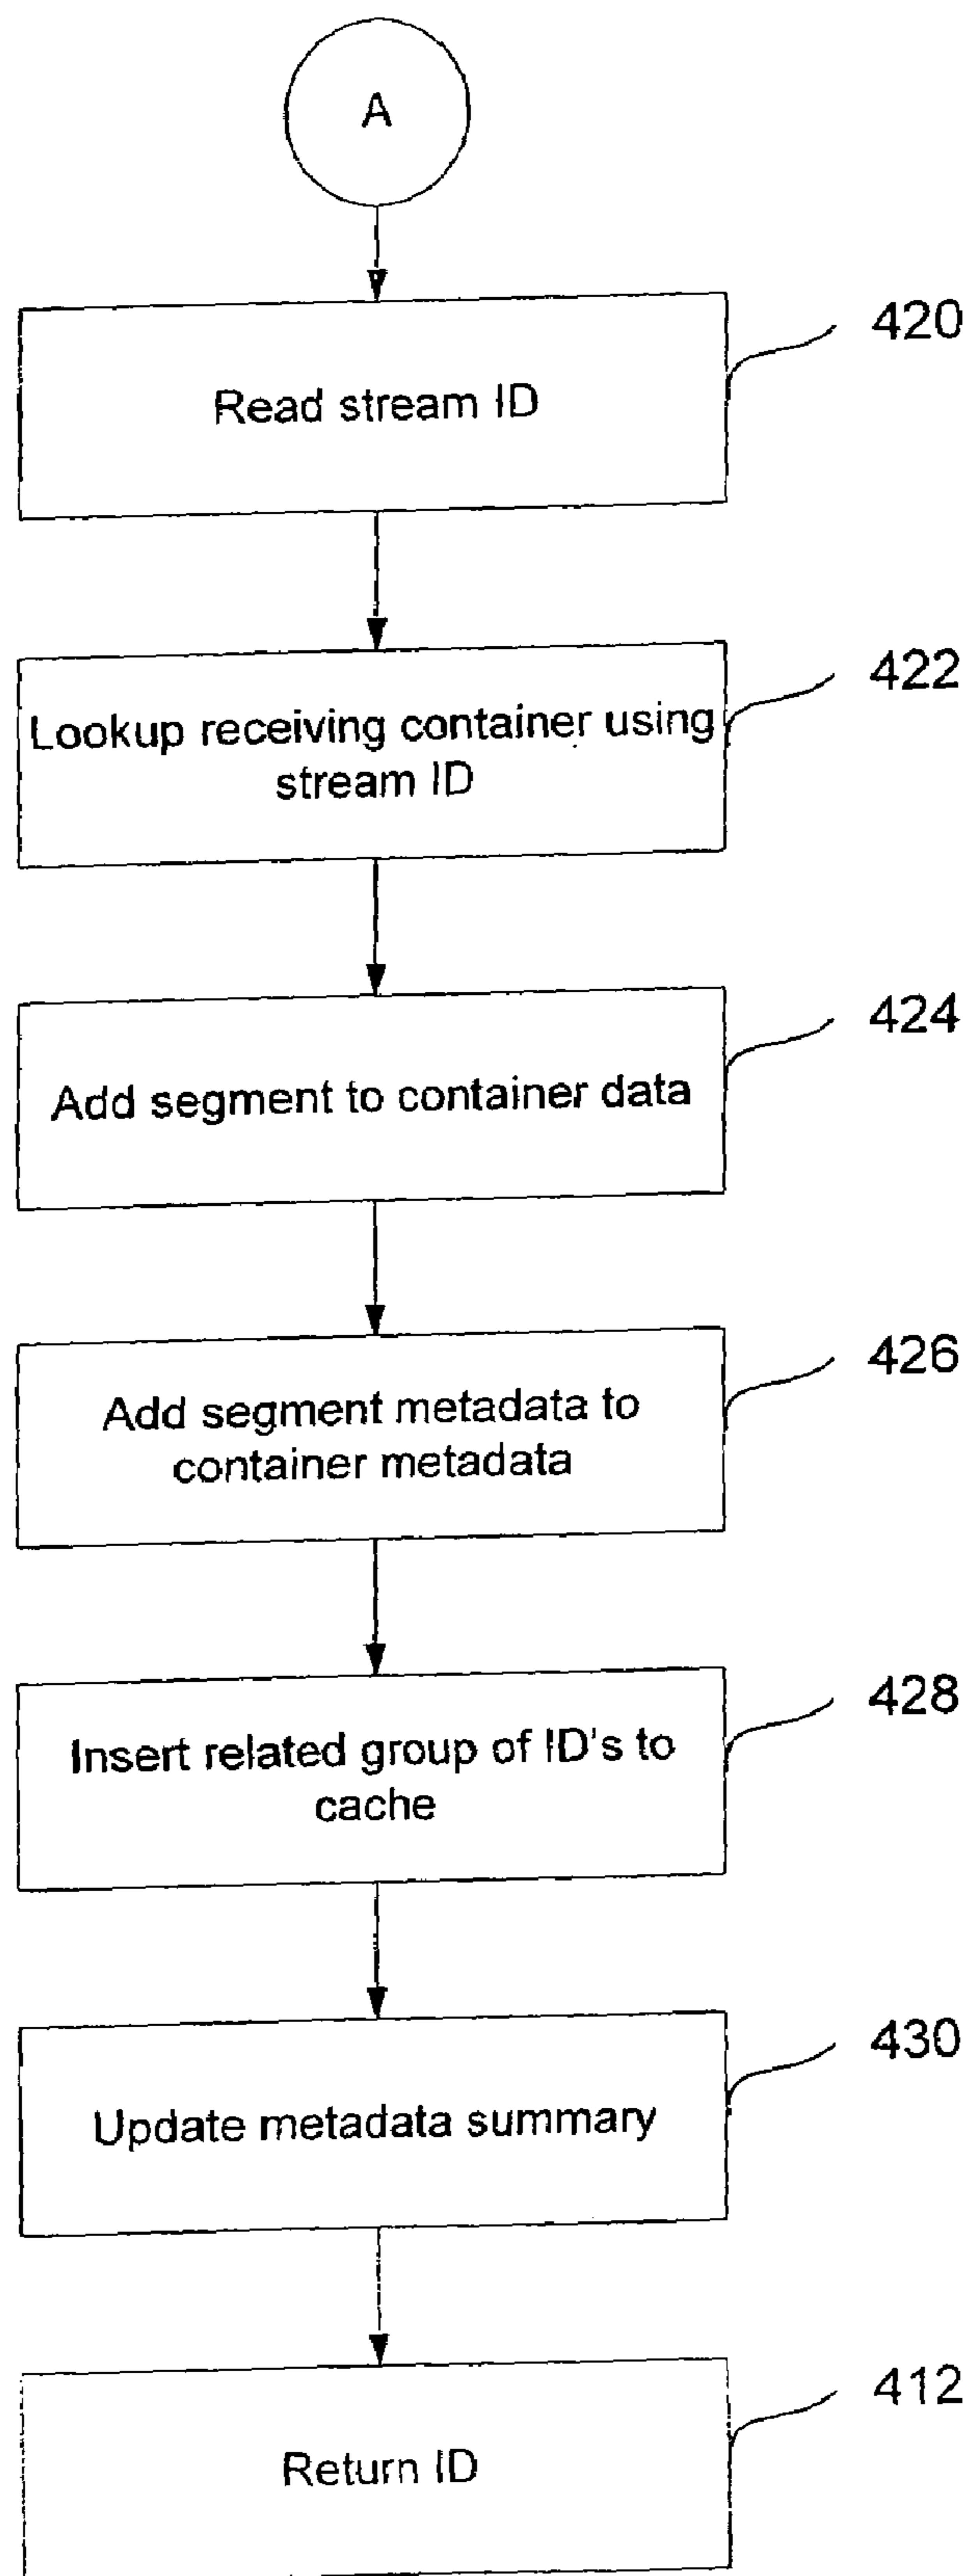 A
420
Read stream ID
422
Lookup receiving container using
stream ID
424
Add segment to container data
426
Add segment metadata to
container metadata
428
Insert related group of ID's to
cache
430
Update metadata summary
412
Return ID